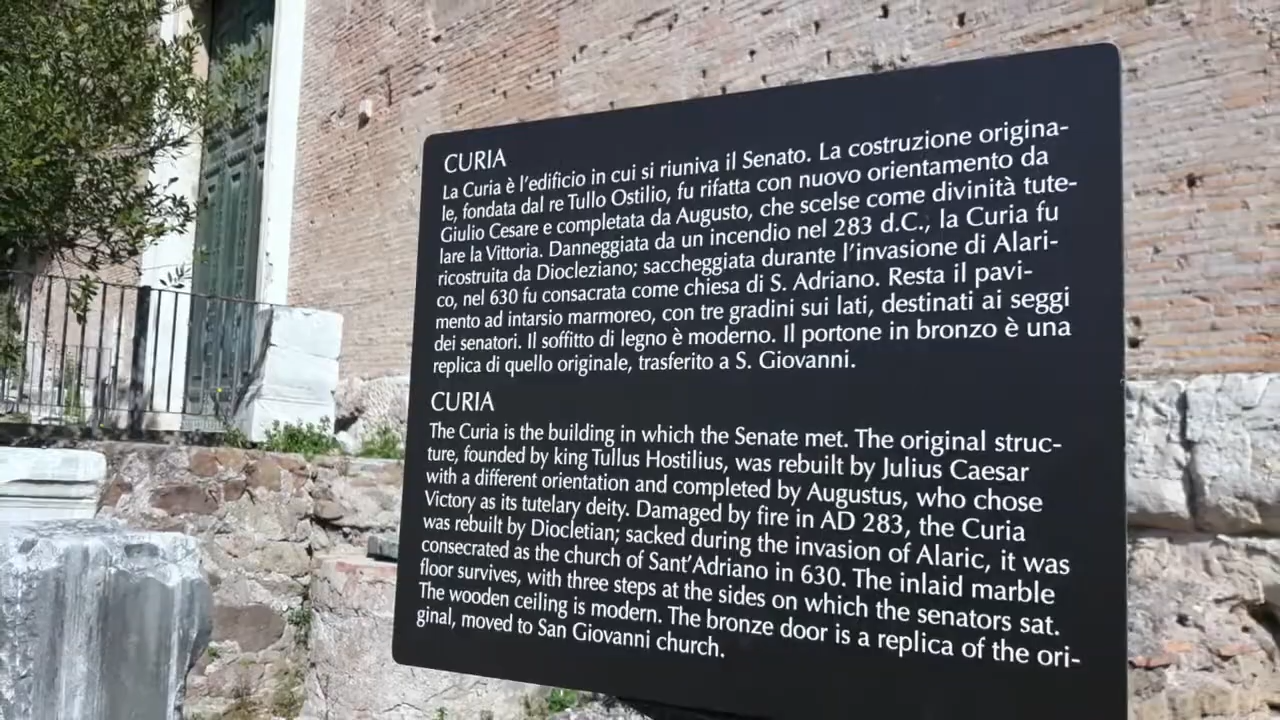 CURIA
La Curia è l'edificio in cui si riuniva il Senato. La costruzione origina-
le, fondata dal re Tullo Ostilio, fu rifatta con nuovo orientamento da
Giulio Cesare e completata da Augusto, che scelse come divinità tute-
lare la Vittoria. Danneggiata da un incendio nel 283 d.C., la Curia fu
ricostruita da Diocleziano; saccheggiata durante l'invasione di Alari-
co, nel 630 fu consacrata come chiesa di S. Adriano. Resta il pavi-
mento ad intarsio marmoreo, con tre gradini sui lati, destinati ai seggi
dei senatori. Il soffitto di legno è moderno. Il portone in bronzo è una
replica di quello originale, trasferito a S. Giovanni.
CURIA
The Curia is the building in which the Senate met. The original struc-
ture, founded by king Tullus Hostilius, was rebuilt by Julius Caesar
with a different orientation and completed by Augustus, who chose
Victory as its tutelary deity. Damaged by fire in AD 283, the Curia
was rebuilt by Diocletian; sacked during the invasion of Alaric, it was
consecrated as the church of Sant'Adriano in 630. The inlaid marble
floor survives, with three steps at the sides on which the senators sat.
The wooden ceiling is modern. The bronze door is a replica of the ori-
ginal, moved to San Giovanni church.